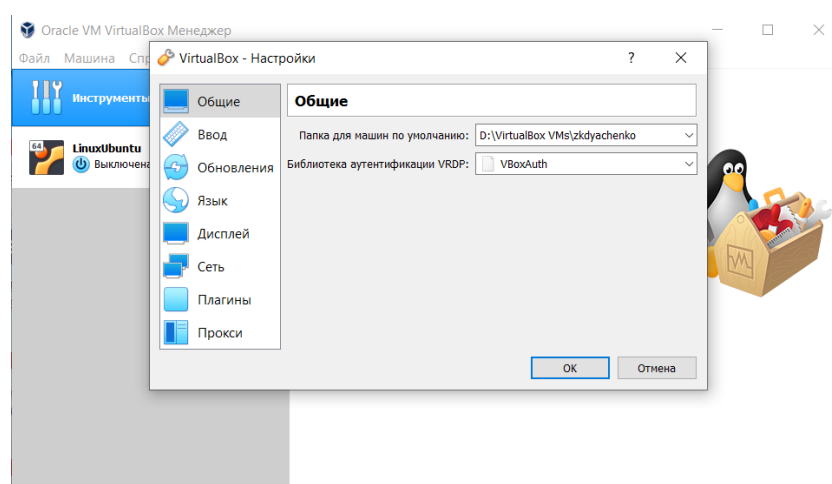 Oracle VM VirtualBox Менеджер
Файл Машина Спр
VirtualBox - Настройки
?
Инструменты
64
LinuxUbuntu
Выключена
Общие
Ввод
Обновления
Язык
Дисплей
Сеть
Плагины
Прокси
Общие
Папка для машин по умолчанию: D:\VirtualBox VMs\zkdyachenko
Библиотека аутентификации VRDP: VBoxAuth
OK
Отмена